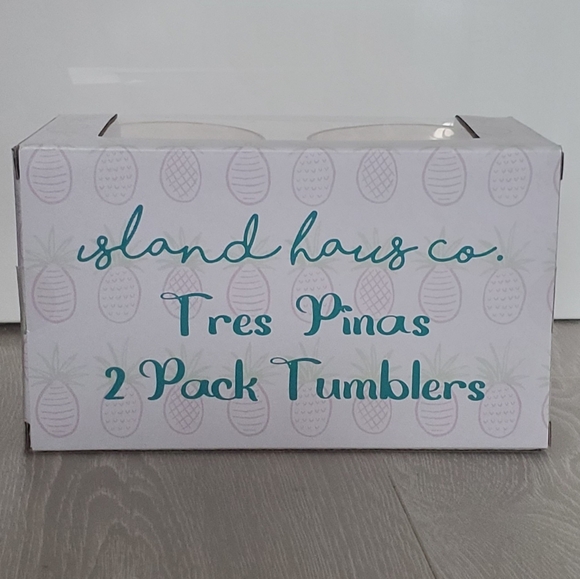 island haus co.
Tres Pinas
2 Pack Tumblers